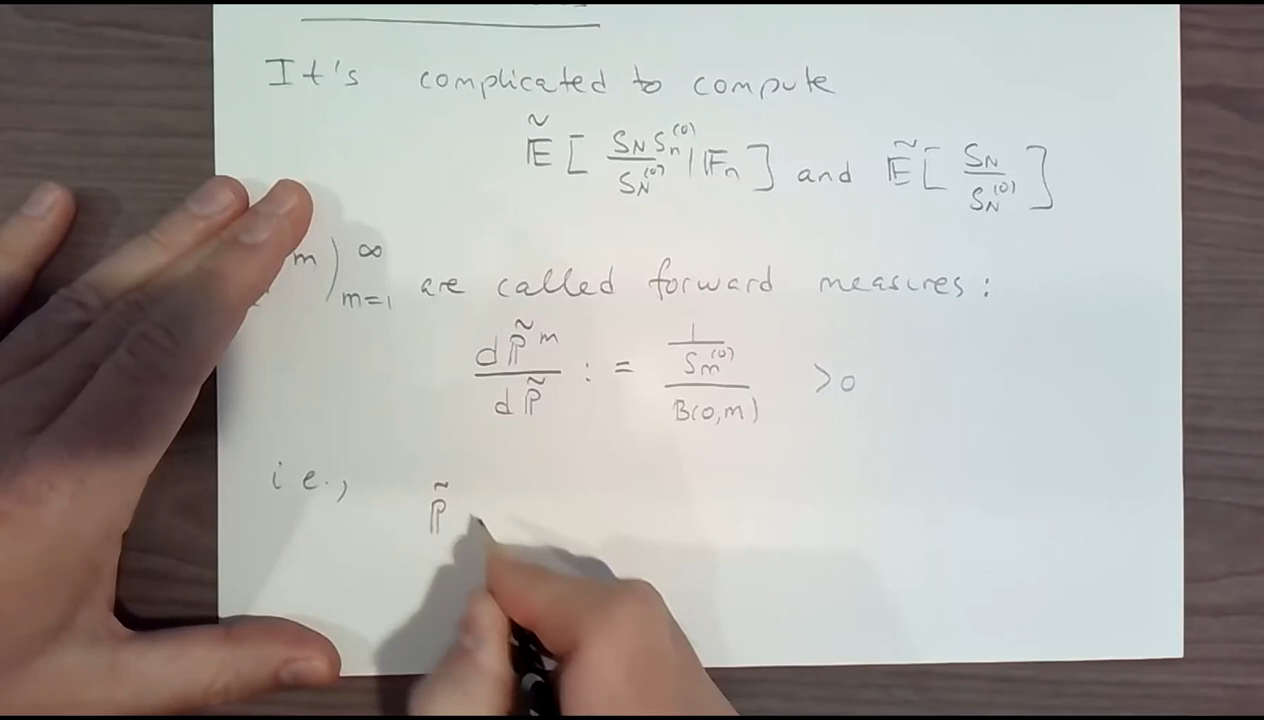 It's complicated to compute
Ẽ [ S_N S_n^(0) / S_N^(0) | F_n ] and Ẽ [ S_N / S_N^(0) ]
m )_{m=1}^∞ are called forward measures:
dP̃^m / dP̃ := (1 / S_m^(0)) / B(0,m) > 0
i.e., P̃